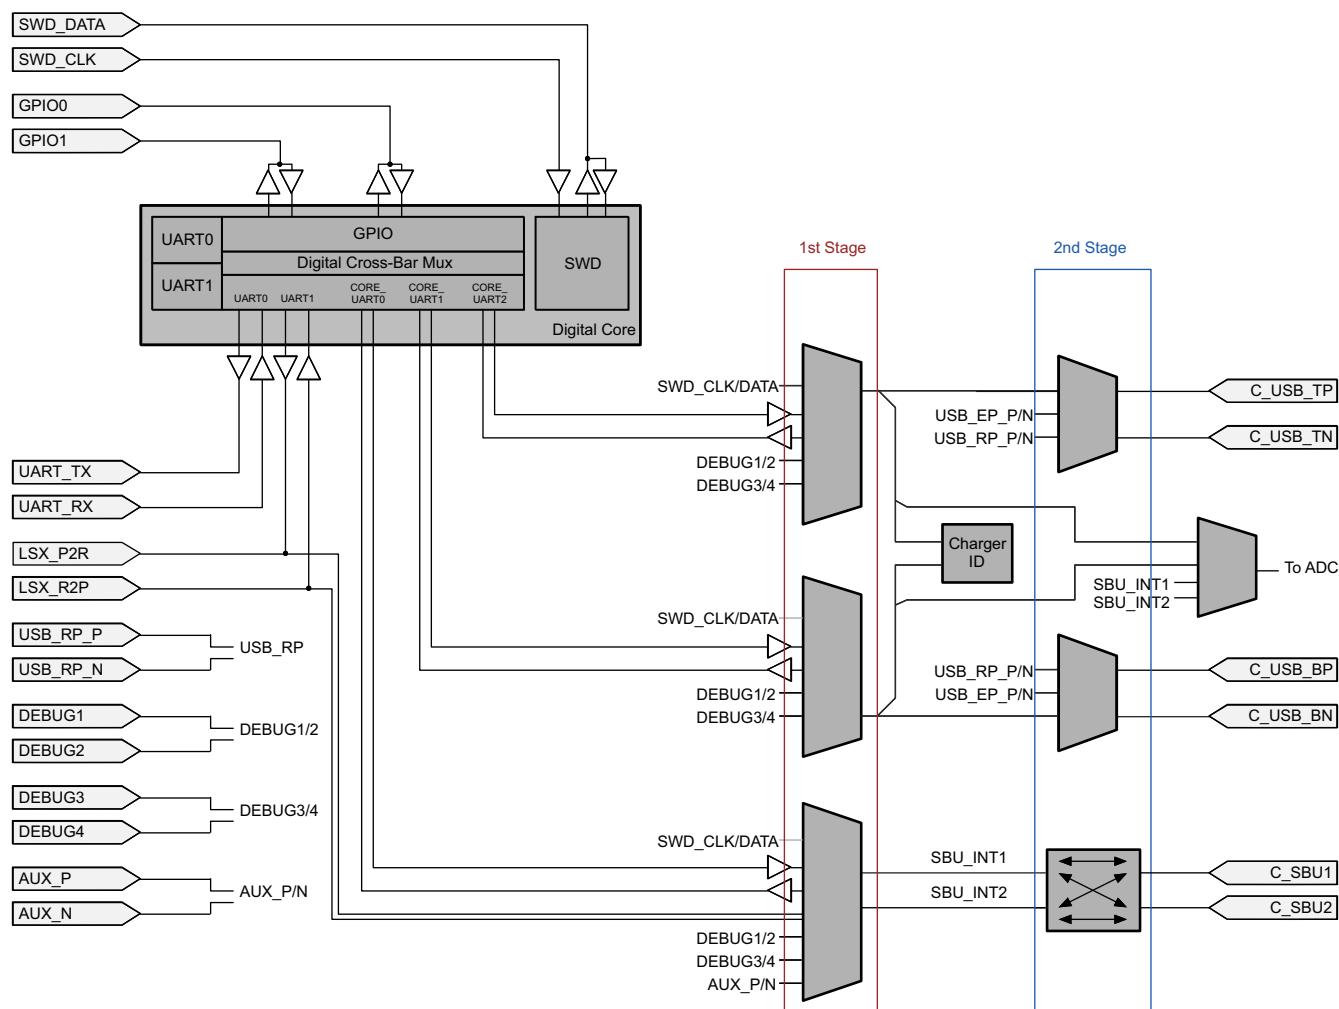 SWD_DATA
SWD_CLK
GPIO0
GPIO1
UART0
GPIO
Digital Cross-Bar Mux
UART1
UART0
UART1
CORE_
UART0
CORE_
UART1
CORE_
UART2
SWD
Digital Core
UART_TX
UART_RX
LSX_P2R
LSX_R2P
USB_RP_P
USB_RP_N
USB_RP
DEBUG1
DEBUG2
DEBUG1/2
DEBUG3
DEBUG4
DEBUG3/4
AUX_P
AUX_N
AUX_P/N
1st Stage
2nd Stage
SWD_CLK/DATA
DEBUG1/2
DEBUG3/4
SWD_CLK/DATA
DEBUG1/2
DEBUG3/4
SWD_CLK/DATA
DEBUG1/2
DEBUG3/4
AUX_P/N
Charger
ID
USB_EP_P/N
USB_RP_P/N
C_USB_TP
C_USB_TN
SBU_INT1
SBU_INT2
To ADC
USB_RP_P/N
USB_EP_P/N
C_USB_BP
C_USB_BN
SBU_INT1
SBU_INT2
C_SBU1
C_SBU2